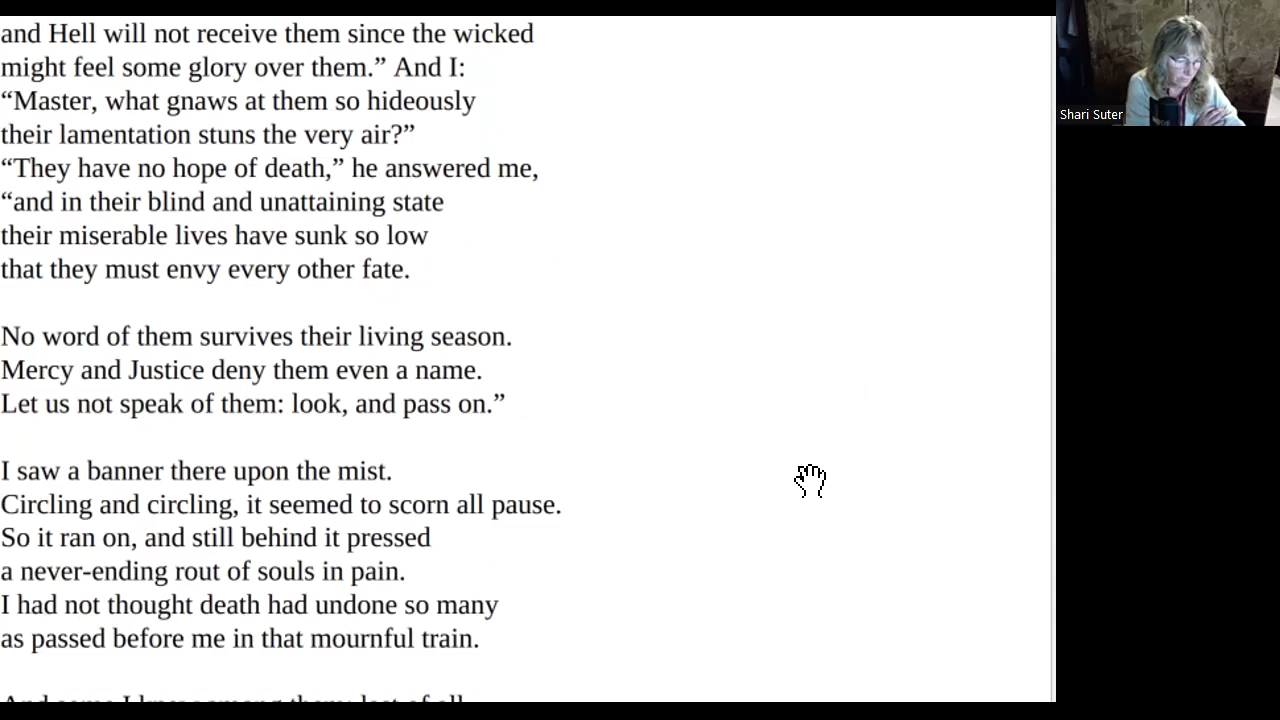 and Hell will not receive them since the wicked
might feel some glory over them.” And I:
“Master, what gnaws at them so hideously
their lamentation stuns the very air?”
“They have no hope of death,” he answered me,
“and in their blind and unattaining state
their miserable lives have sunk so low
that they must envy every other fate.
No word of them survives their living season.
Mercy and Justice deny them even a name.
Let us not speak of them: look, and pass on.”
I saw a banner there upon the mist.
Circling and circling, it seemed to scorn all pause.
So it ran on, and still behind it pressed
a never-ending rout of souls in pain.
I had not thought death had undone so many
as passed before me in that mournful train.
Shari Suter